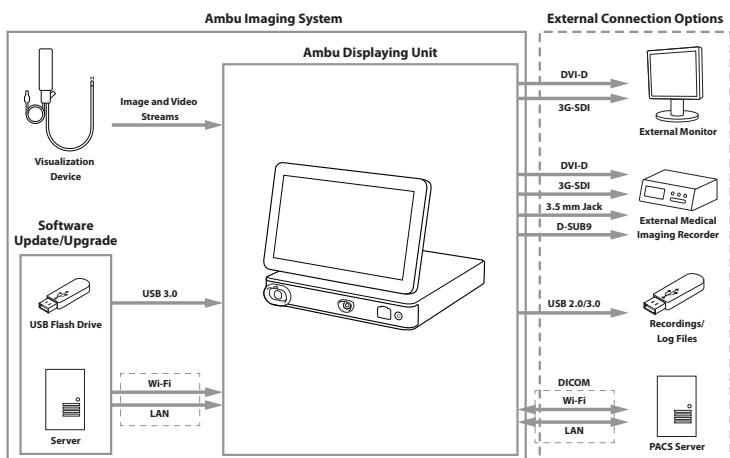 Ambu Imaging System
External Connection Options
Ambu Displaying Unit
Image and Video
Streams
Visualization
Device
Software
Update/Upgrade
USB 3.0
USB Flash Drive
Wi-Fi
LAN
Server
DVI-D
3G-SDI
External Monitor
DVI-D
3G-SDI
3.5 mm Jack
D-SUB9
External Medical
Imaging Recorder
USB 2.0/3.0
Recordings/
Log Files
DICOM
Wi-Fi
LAN
PACS Server